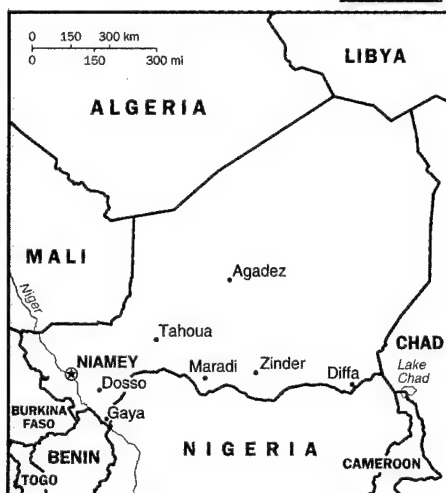 0 150 300 km
0 150 300 mi
LIBYA
ALGERIA
MALI
Niger
Agadez
Tahoua
NIAMEY
Dosso
Maradi
Zinder
Diffa
CHAD
Lake
Chad
Gaya
BURKINA
FASO
BENIN
TOGO
NIGERIA
CAMEROON